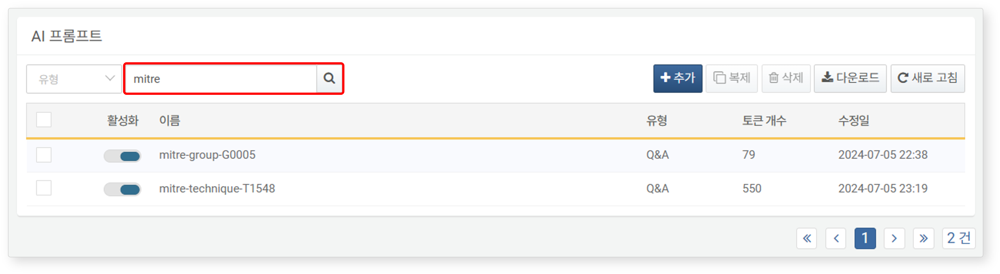 AI 프롬프트
유형 mitre 추가 복제 삭제 다운로드 새로 고침
활성화 이름 유형 토큰 개수 수정일
mitre-group-G0005 Q&A 79 2024-07-05 22:38
mitre-technique-T1548 Q&A 550 2024-07-05 23:19
« ‹ 1 › » 2 건